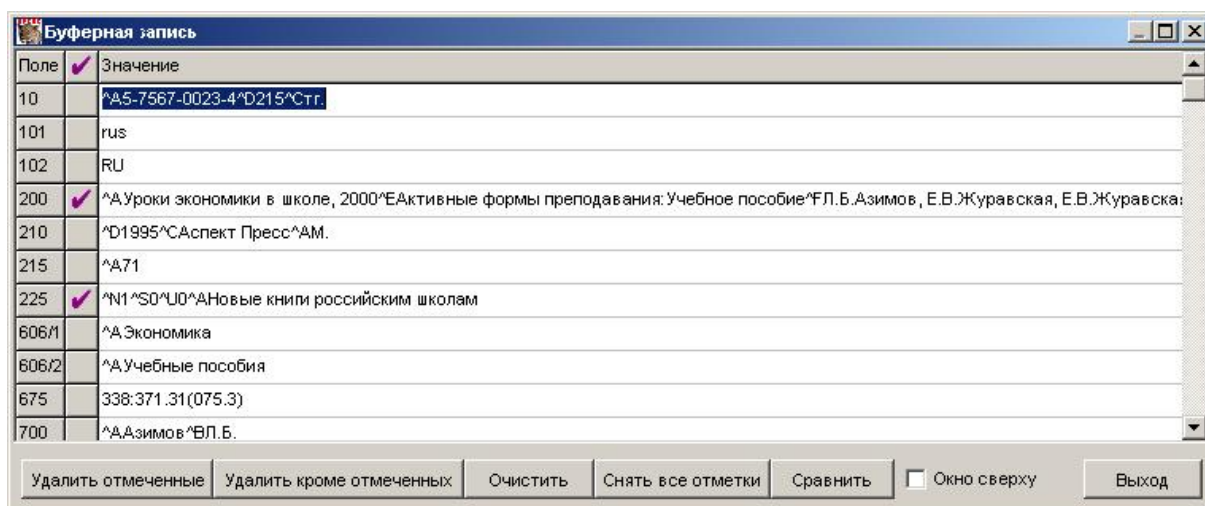 Буферная запись
Поле Значение
10 ^A5-7567-0023-4^D215^Cтг.
101 rus
102 RU
200 ^AУроки экономики в школе, 2000^EАктивные формы преподавания:Учебное пособие^FЛ.Б.Азимов, Е.В.Журавская, Е.В.Журавска
210 ^D1995^CАспект Пресс^AМ.
215 ^A71
225 ^N1^S0^U0^AНовые книги российским школам
606/1 ^AЭкономика
606/2 ^AУчебные пособия
675 338:371.31(075.3)
700 ^AАзимов^BЛ.Б.
Удалить отмеченные Удалить кроме отмеченных Очистить Снять все отметки Сравнить Окно сверху Выход